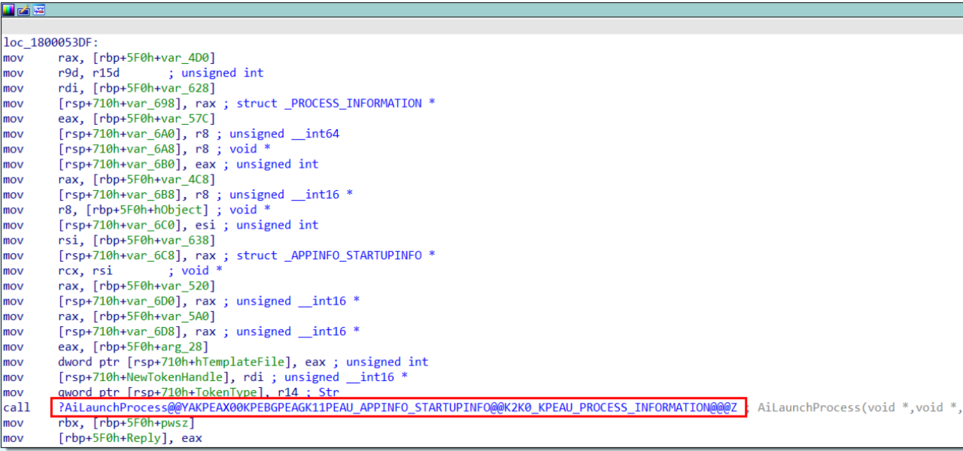 loc_1800053DF:
mov rax, [rbp+5F0h+var_4D0]
mov r9d, r15d ; unsigned int
mov rdi, [rbp+5F0h+var_628]
mov [rsp+710h+var_698], rax ; struct _PROCESS_INFORMATION *
mov eax, [rbp+5F0h+var_57C]
mov [rsp+710h+var_6A0], r8 ; unsigned __int64
mov [rsp+710h+var_6A8], r8 ; void *
mov [rsp+710h+var_6B0], eax ; unsigned int
mov rax, [rbp+5F0h+var_4C8]
mov [rsp+710h+var_6B8], r8 ; unsigned __int16 *
mov r8, [rbp+5F0h+hObject] ; void *
mov [rsp+710h+var_6C0], esi ; unsigned int
mov rsi, [rbp+5F0h+var_638]
mov [rsp+710h+var_6C8], rax ; struct _APPINFO_STARTUPINFO *
mov rcx, rsi ; void *
mov rax, [rbp+5F0h+var_520]
mov [rsp+710h+var_6D0], rax ; unsigned __int16 *
mov rax, [rbp+5F0h+var_5A0]
mov [rsp+710h+var_6D8], rax ; unsigned __int16 *
mov eax, [rbp+5F0h+arg_28]
mov dword ptr [rsp+710h+hTemplateFile], eax ; unsigned int
mov [rsp+710h+NewTokenHandle], rdi ; unsigned __int16 *
mov qword ptr [rsp+710h+TokenType], r14 ; Str
call ?AiLaunchProcess@@YAKPEAX00KPEBGPEAGK11PEAU_APPINFO_STARTUPINFO@@K2K0_KPEAU_PROCESS_INFORMATION@@@Z ; AiLaunchProcess(void *,void *,
mov rbx, [rbp+5F0h+pwsz]
mov [rbp+5F0h+Reply], eax